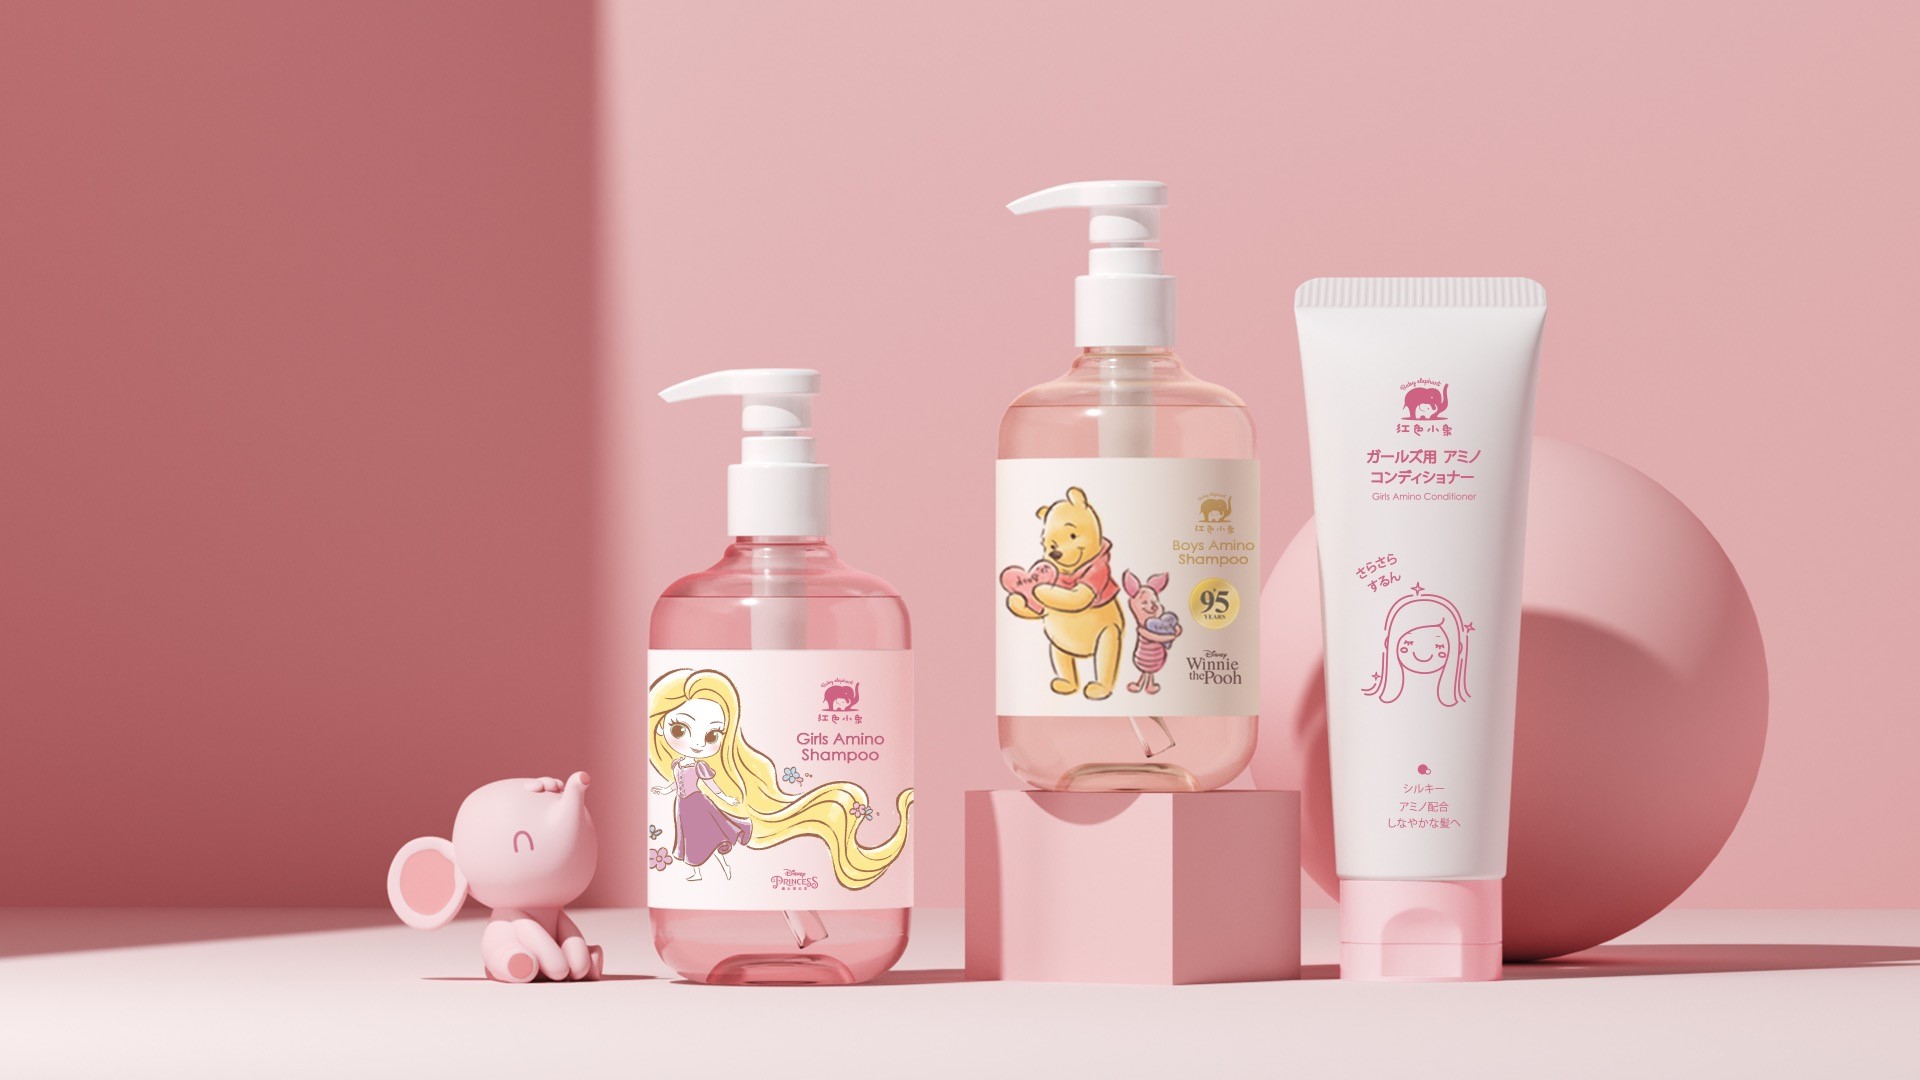 Baby elephant
红色小象
Girls Amino
Shampoo
Disney
PRINCESS
Baby elephant
红色小象
Boys Amino
Shampoo
95
YEARS
Disney
Winnie
the Pooh
Baby elephant
红色小象
ガールズ用 アミノ
コンディショナー
Girls Amino Conditioner
さらさら
するん
シルキー
アミノ配合
しなやかな髪へ